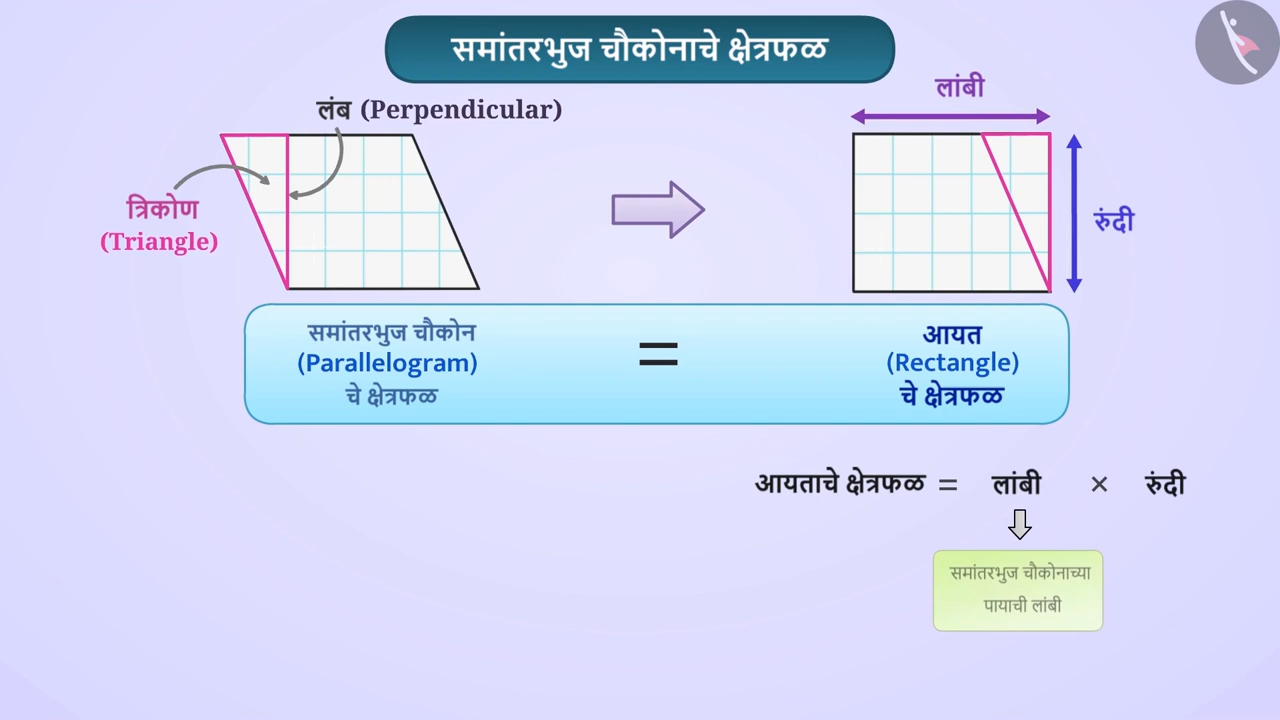 समांतरभुज चौकोनाचे क्षेत्रफळ
लांबी
लंब (Perpendicular)
त्रिकोण
(Triangle)
रुंदी
समांतरभुज चौकोन
(Parallelogram)
चे क्षेत्रफळ
=
आयत
(Rectangle)
चे क्षेत्रफळ
आयताचे क्षेत्रफळ = लांबी × रुंदी
समांतरभुज चौकोनाच्या
पायाची लांबी